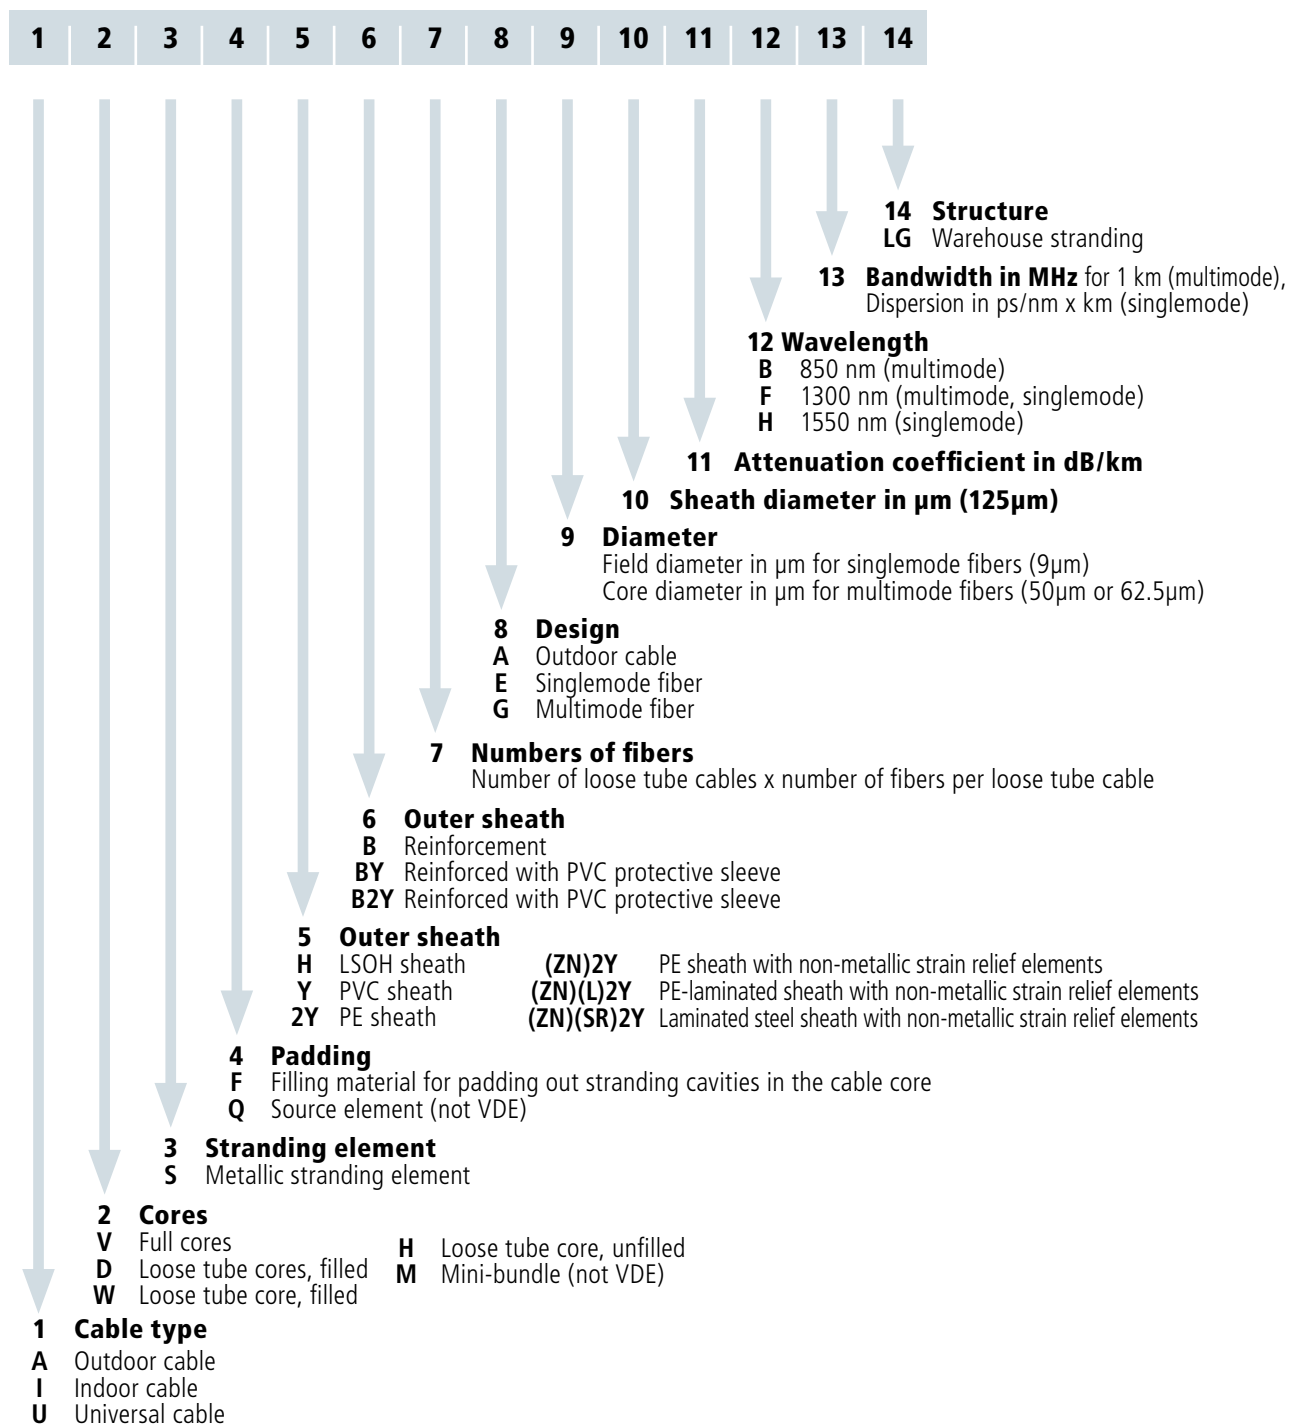 1 2 3 4 5 6 7 8 9 10 11 12 13 14
14 Structure
LG Warehouse stranding
13 Bandwidth in MHz for 1 km (multimode),
Dispersion in ps/nm x km (singlemode)
12 Wavelength
B 850 nm (multimode)
F 1300 nm (multimode, singlemode)
H 1550 nm (singlemode)
11 Attenuation coefficient in dB/km
10 Sheath diameter in µm (125µm)
9 Diameter
Field diameter in µm for singlemode fibers (9µm)
Core diameter in µm for multimode fibers (50µm or 62.5µm)
8 Design
A Outdoor cable
E Singlemode fiber
G Multimode fiber
7 Numbers of fibers
Number of loose tube cables x number of fibers per loose tube cable
6 Outer sheath
B Reinforcement
BY Reinforced with PVC protective sleeve
B2Y Reinforced with PVC protective sleeve
5 Outer sheath
H LSOH sheath (ZN)2Y PE sheath with non-metallic strain relief elements
Y PVC sheath (ZN)(L)2Y PE-laminated sheath with non-metallic strain relief elements
2Y PE sheath (ZN)(SR)2Y Laminated steel sheath with non-metallic strain relief elements
4 Padding
F Filling material for padding out stranding cavities in the cable core
Q Source element (not VDE)
3 Stranding element
S Metallic stranding element
2 Cores
V Full cores
D Loose tube cores, filled
W Loose tube core, filled
H Loose tube core, unfilled
M Mini-bundle (not VDE)
1 Cable type
A Outdoor cable
I Indoor cable
U Universal cable